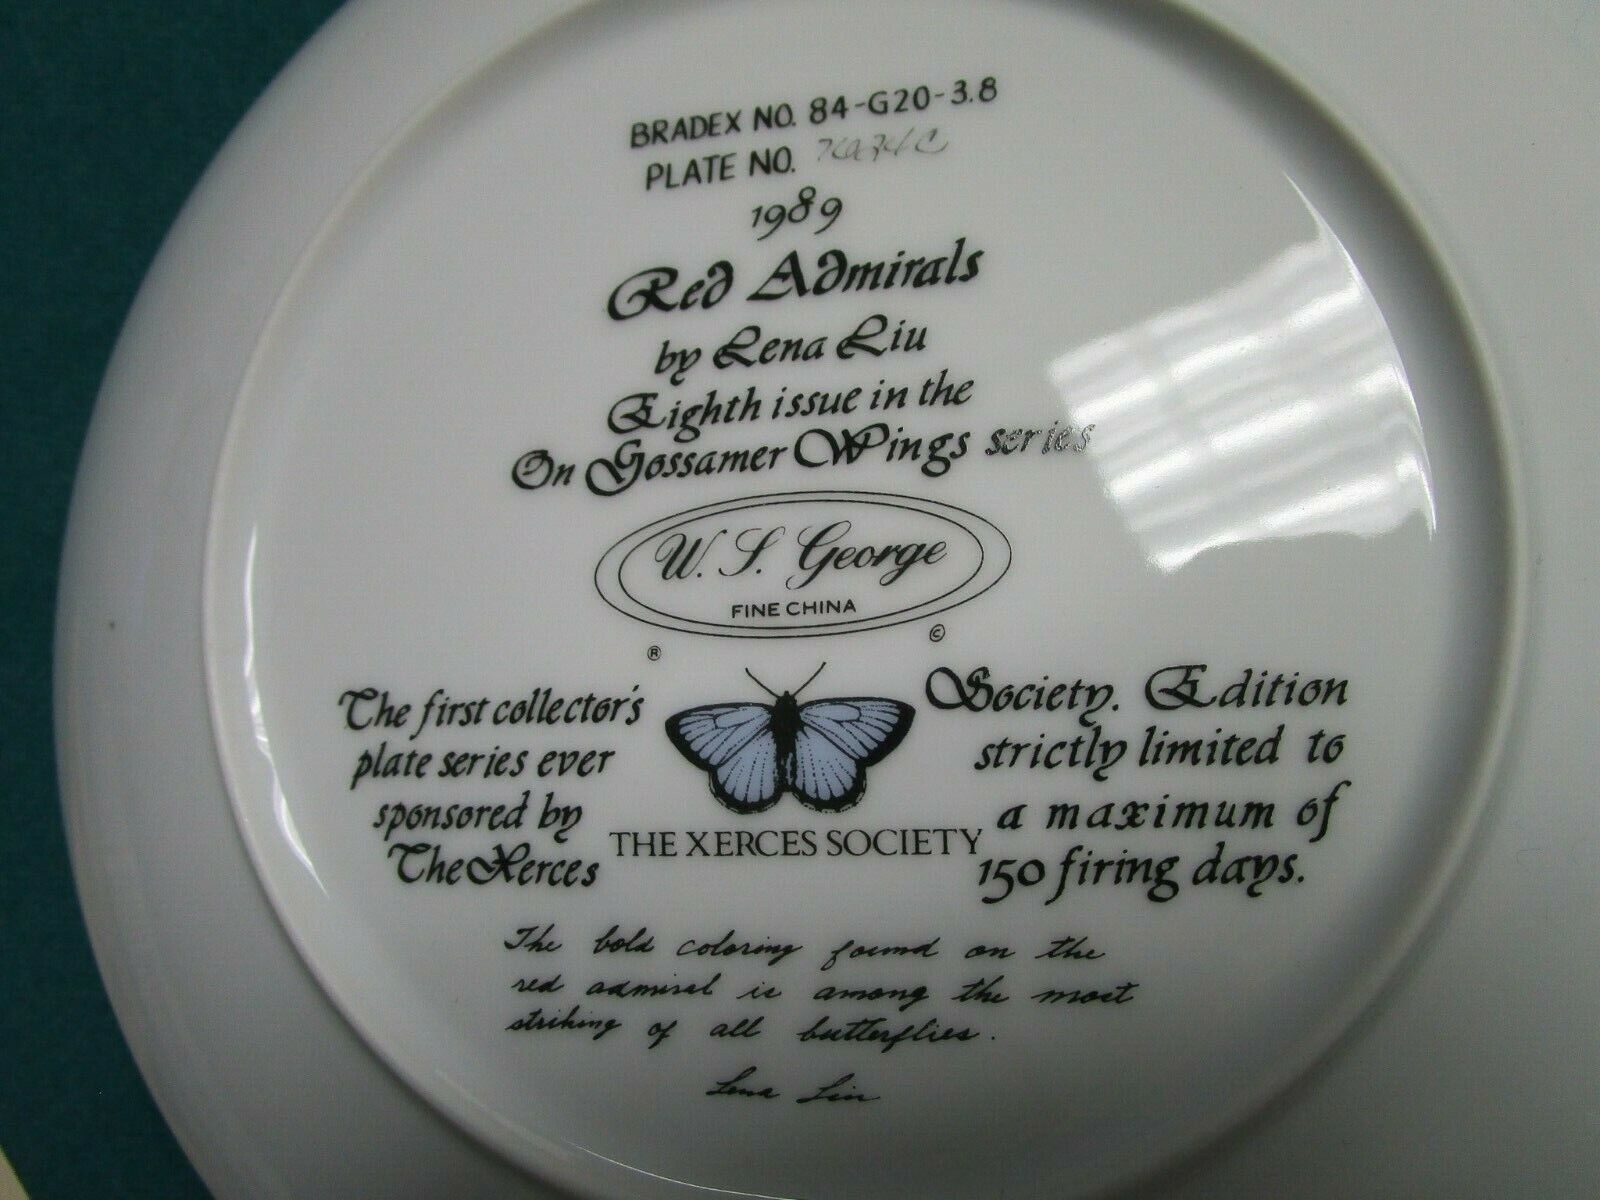 BRADEX NO. 84-G20-3.8
PLATE NO.
1989
Red Admirals
by Lena Liu
Eighth issue in the
On Gossamer Wings series
W. S. George
FINE CHINA
®
©
The first collector's
plate series ever
sponsored by
The Xerces
THE XERCES SOCIETY
Society. Edition
strictly limited to
a maximum of
150 firing days.
The bold coloring found on the
red admiral is among the most
striking of all butterflies.
Lena Liu